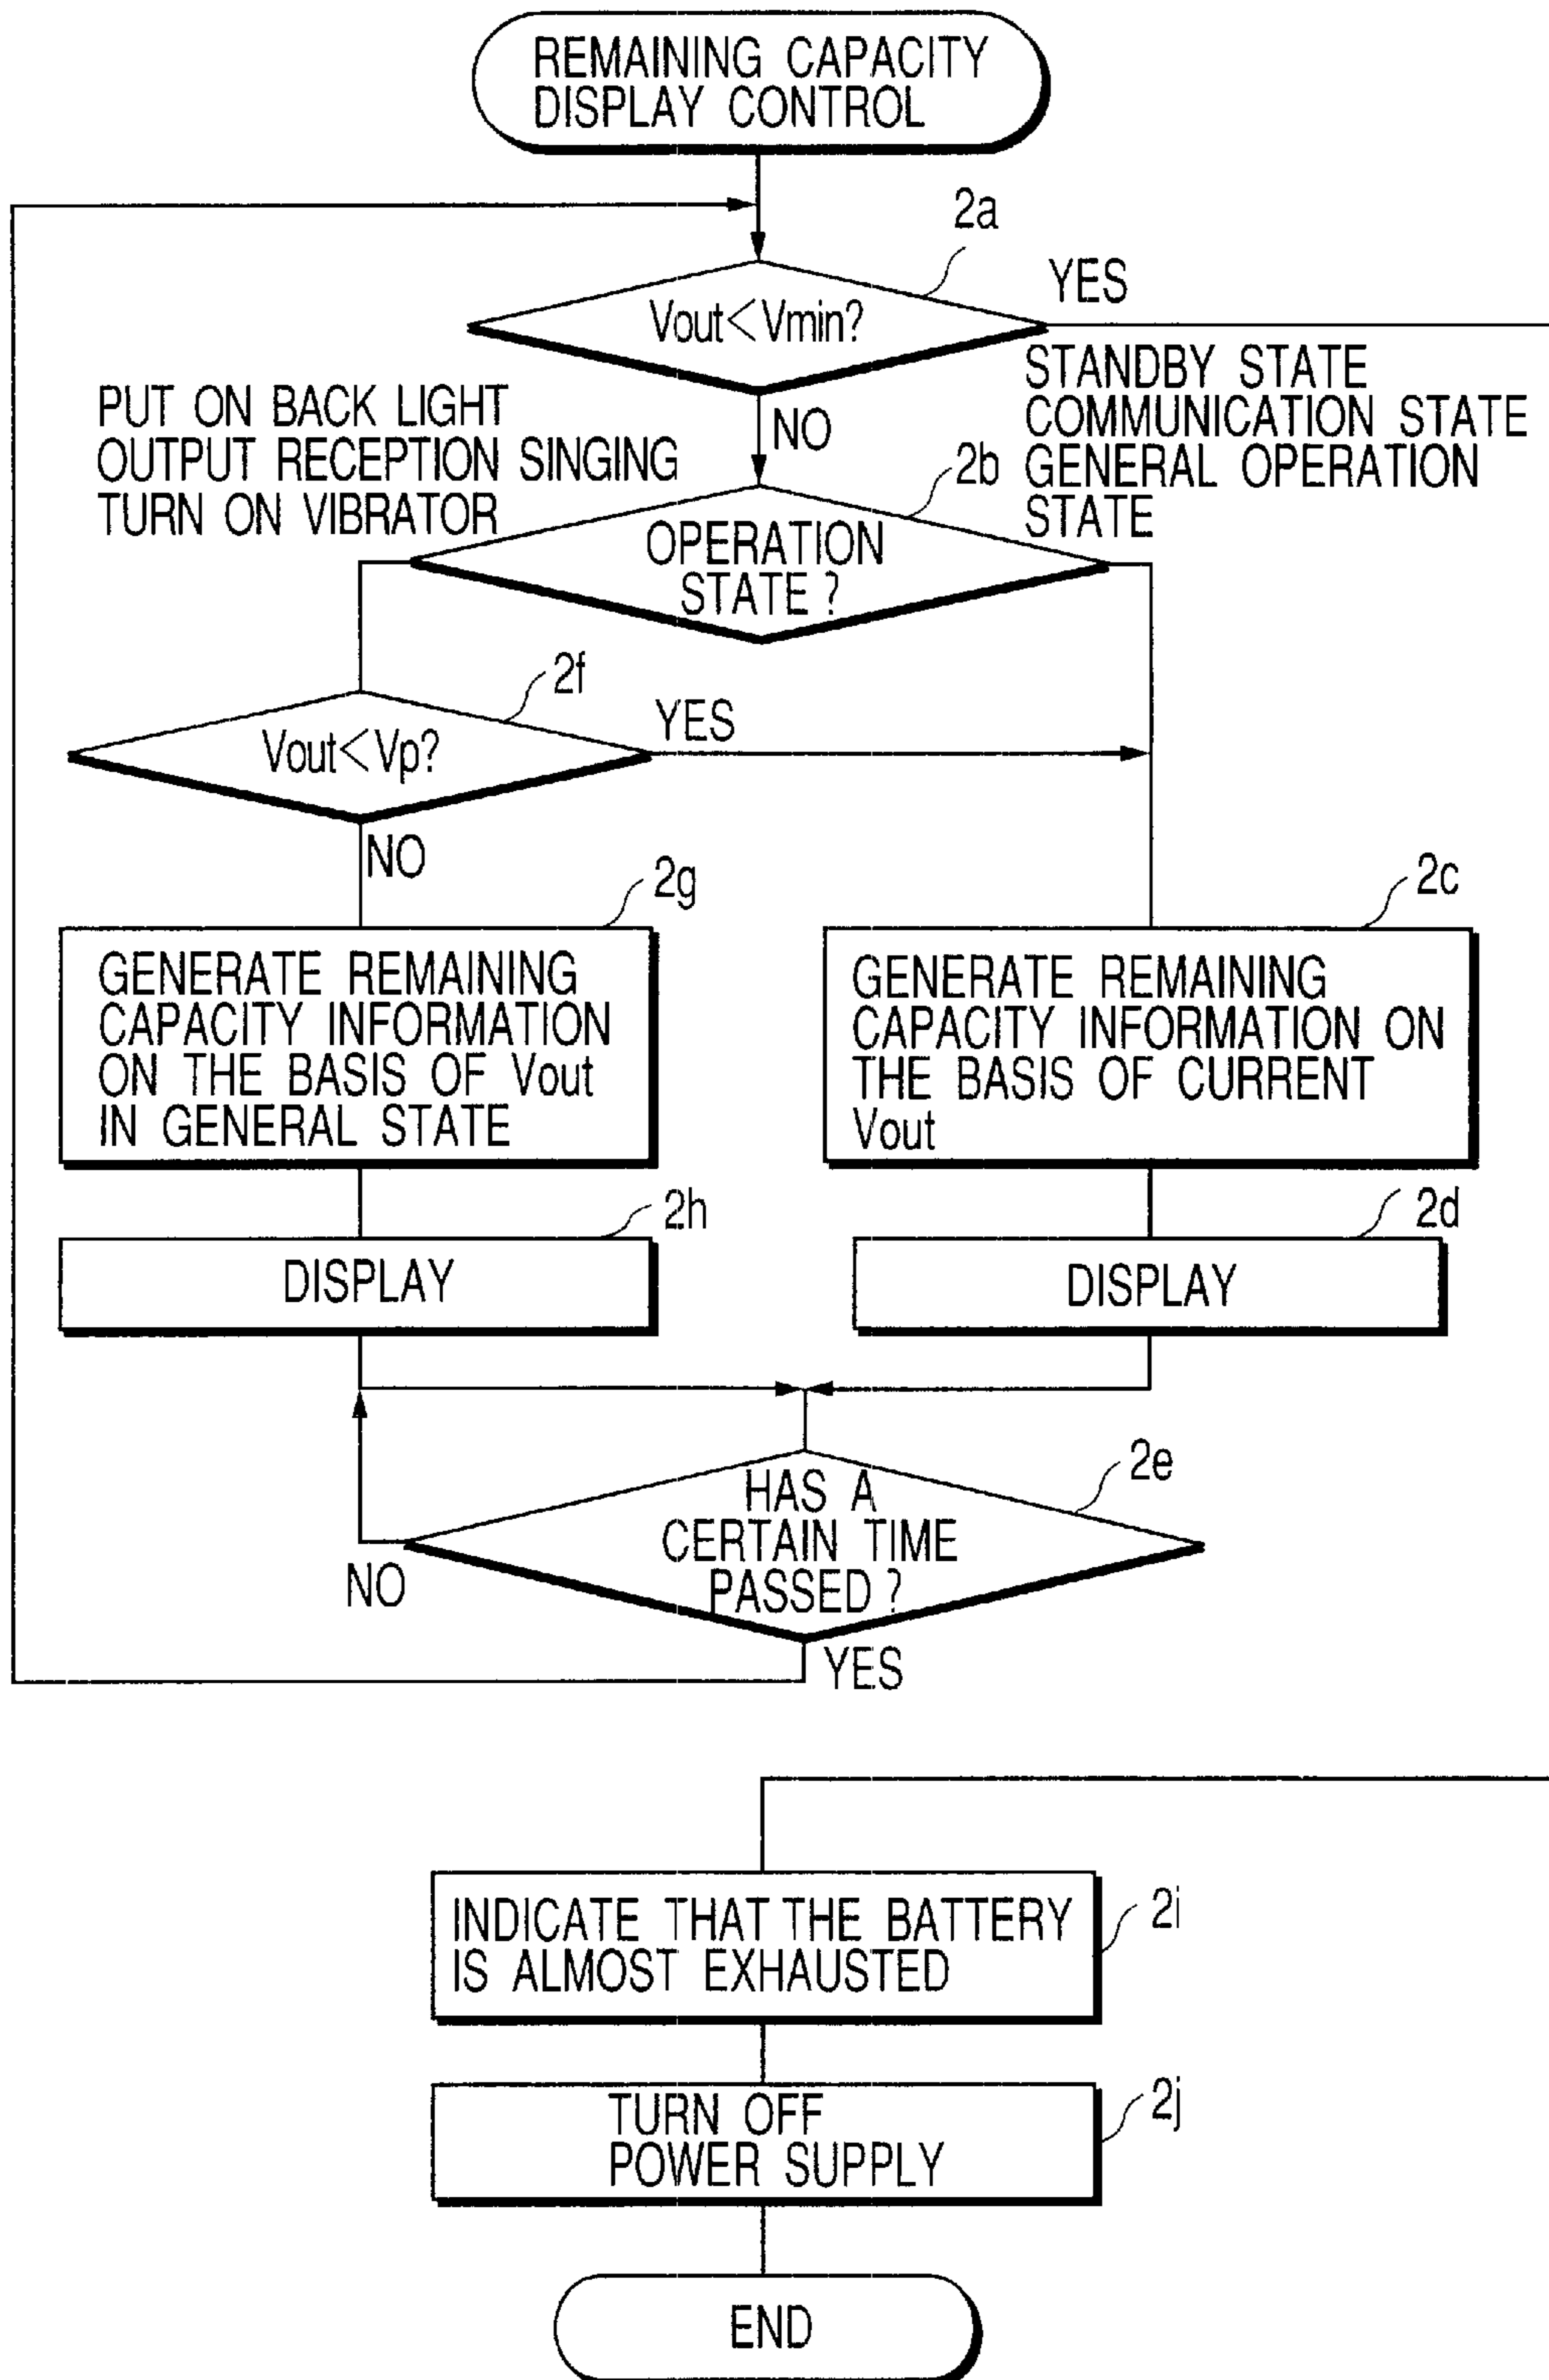 REMAINING CAPACITY
DISPLAY CONTROL
2a
YES
Vout<Vmin?
NO
PUT ON BACK LIGHT
OUTPUT RECEPTION SINGING
TURN ON VIBRATOR
STANDBY STATE
COMMUNICATION STATE
GENERAL OPERATION
STATE
2b
OPERATION
STATE ?
2f
YES
Vout<Vp?
NO
2g
GENERATE REMAINING
CAPACITY INFORMATION
ON THE BASIS OF Vout
IN GENERAL STATE
2c
GENERATE REMAINING
CAPACITY INFORMATION ON
THE BASIS OF CURRENT
Vout
2h
DISPLAY
2d
DISPLAY
2e
HAS A
CERTAIN TIME
PASSED ?
NO
YES
INDICATE THAT THE BATTERY
IS ALMOST EXHAUSTED
2i
TURN OFF
POWER SUPPLY
2j
END